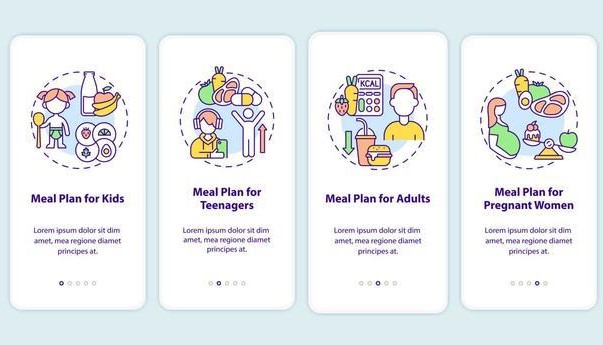 Meal Plan for Kids
Lorem ipsum dolor sit dim
amet, mea regione diamet
principes at.
Meal Plan for
Teenagers
Lorem ipsum dolor sit dim
amet, mea regione diamet
principes at.
KCAL
Meal Plan for Adults
Lorem ipsum dolor sit dim
amet, mea regione diamet
principes at.
Meal Plan for
Pregnant Women
Lorem ipsum dolor sit dim
amet, mea regione diamet
principes at.